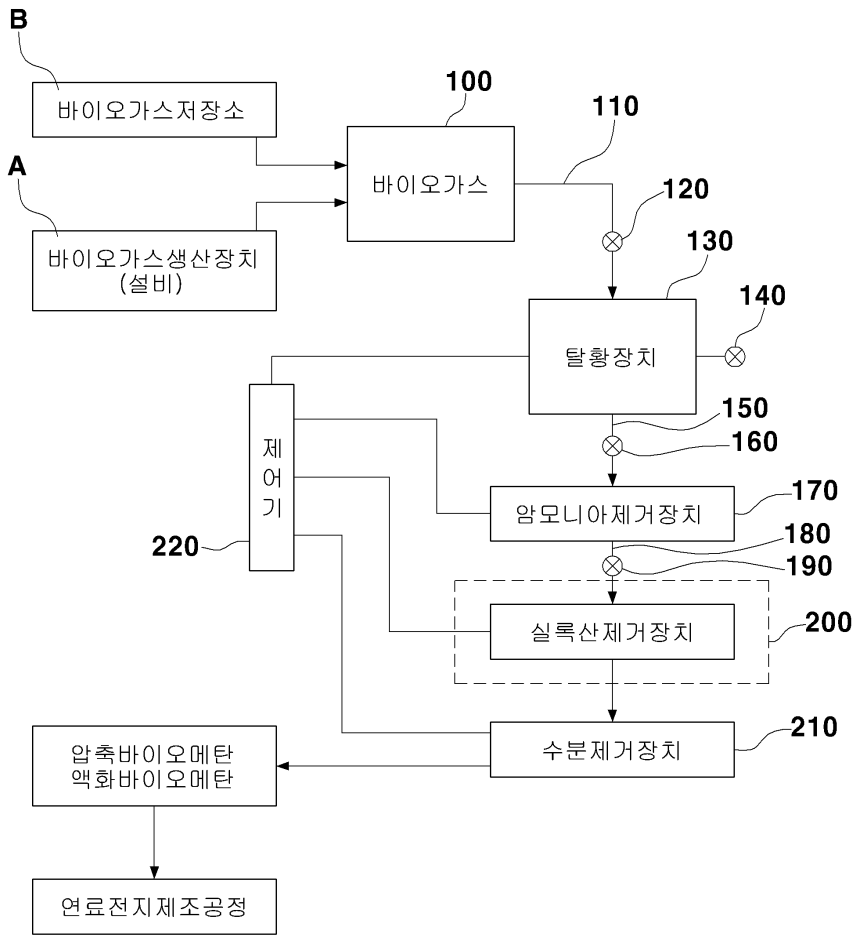 B
바이오가스저장소
100
110
바이오가스
A
120
바이오가스생산장치
(설비)
130
140
탈황장치
150
160
제
어
기
170
암모니아제거장치
180
220
190
실록산제거장치
200
210
수분제거장치
압축바이오메탄
액화바이오메탄
연료전지제조공정